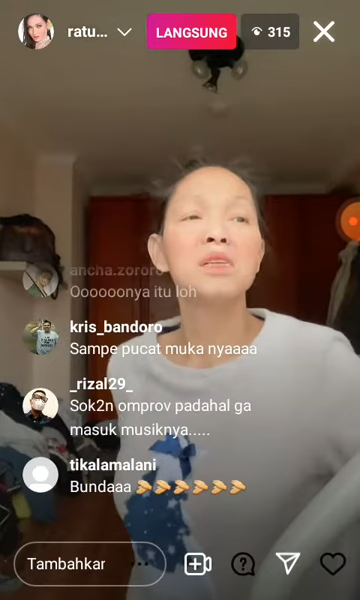 ratu...
LANGSUNG
315
ancha.zororo
Oooooonya itu loh
kris_bandoro
Sampe pucat muka nyaaaa
_rizal29_
Sok2n omprov padahal ga
masuk musiknya.....
tikalamalani
Bundaaa 🫴🫴🫴🫴🫴🫴
Tambahkar ...